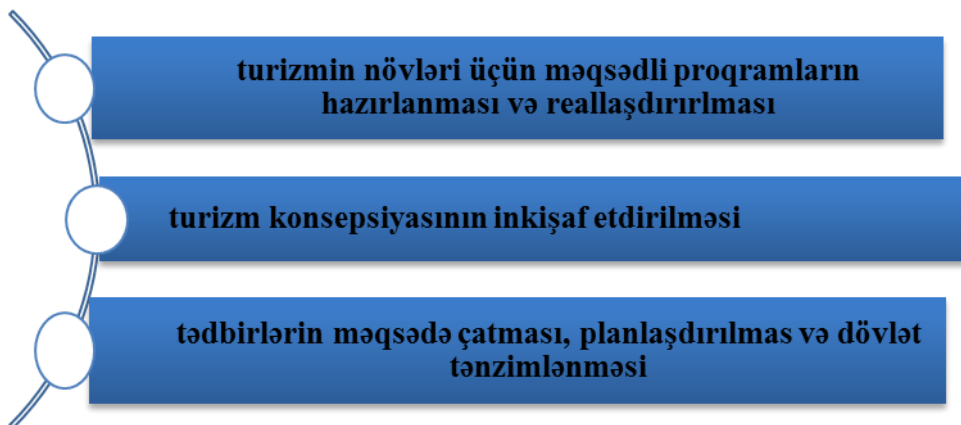 turizmin növləri üçün məqsədli proqramların
hazırlanması və reallaşdırırlması
turizm konsepsiyasının inkişaf etdirilməsi
tədbirlərin məqsədə çatması, planlaşdırılmas və dövlət
tənzimlənməsi